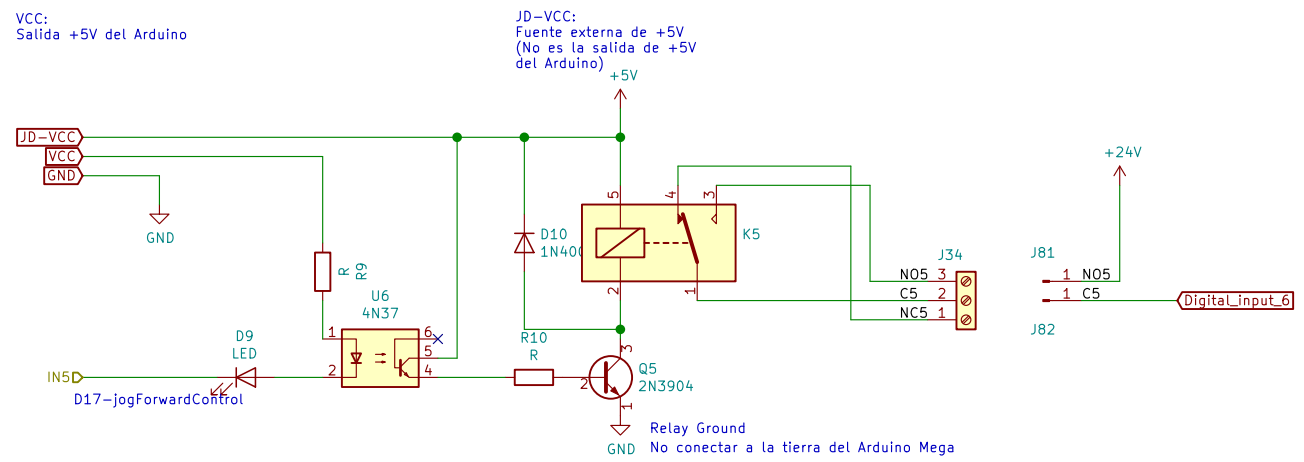 VCC:
Salida +5V del Arduino
JD-VCC:
Fuente externa de +5V
(No es la salida de +5V
del Arduino)
+5V
JD-VCC
VCC
GND
GND
+24V
5
4
3
K5
D10
2
1
R
R9
U6
4N37
1
2
6
5
4
D9
LED
IN5
D17-jogForwardControl
R10
R
3
2
1
Q5
2N3904
GND
Relay Ground
No conectar a la tierra del Arduino Mega
J34
NO5 3
C5 2
NC5 1
J81
1 NO5
1 C5
J82
Digital_input_6